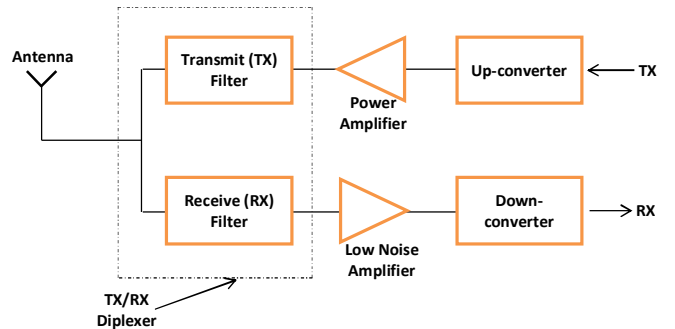 Antenna
Transmit (TX)
Filter
Power
Amplifier
Up-converter
TX
Receive (RX)
Filter
Low Noise
Amplifier
Down-
converter
RX
TX/RX
Diplexer